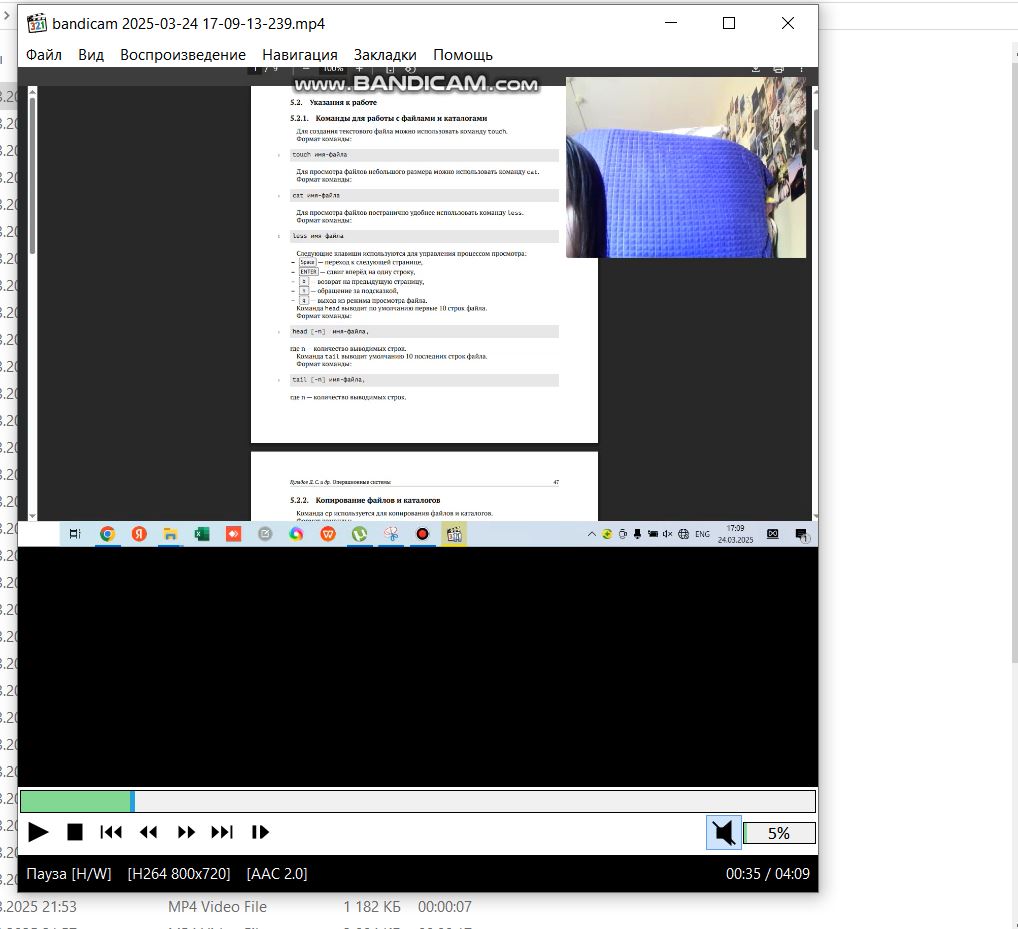 bandicam 2025-03-24 17-09-13-239.mp4
Файл Вид Воспроизведение Навигация Закладки Помощь
100%
www.BANDICAM.com
5.2. Указания к работе
5.2.1. Команды для работы с файлами и каталогами
Для создания текстового файла можно использовать команду touch.
Формат команды:
touch имя-файла
Для просмотра файлов небольшого размера можно использовать команду cat.
Формат команды:
cat имя-файла
Для просмотра файлов постранично удобнее использовать команду less.
Формат команды:
less имя-файла
Следующие клавиши используются для управления процессом просмотра:
– Space — переход к следующей странице,
– ENTER — сдвиг вперёд на одну строку,
– b — возврат на предыдущую страницу,
– h — обращение за подсказкой,
– q — выход из режима просмотра файла.
Команда head выводит по умолчанию первые 10 строк файла.
Формат команды:
head [-n] имя-файла,
где n — количество выводимых строк.
Команда tail выводит умолчанию 10 последних строк файла.
Формат команды:
tail [-n] имя-файла,
где n — количество выводимых строк.
Кулябов Д. С. и др. Операционные системы 47
5.2.2. Копирование файлов и каталогов
Команда cp используется для копирования файлов и каталогов.
ENG
17:09
24.03.2025
5%
Пауза [H/W] [H264 800x720] [AAC 2.0] 00:35 / 04:09
.2025 21:53 MP4 Video File 1 182 КБ 00:00:07